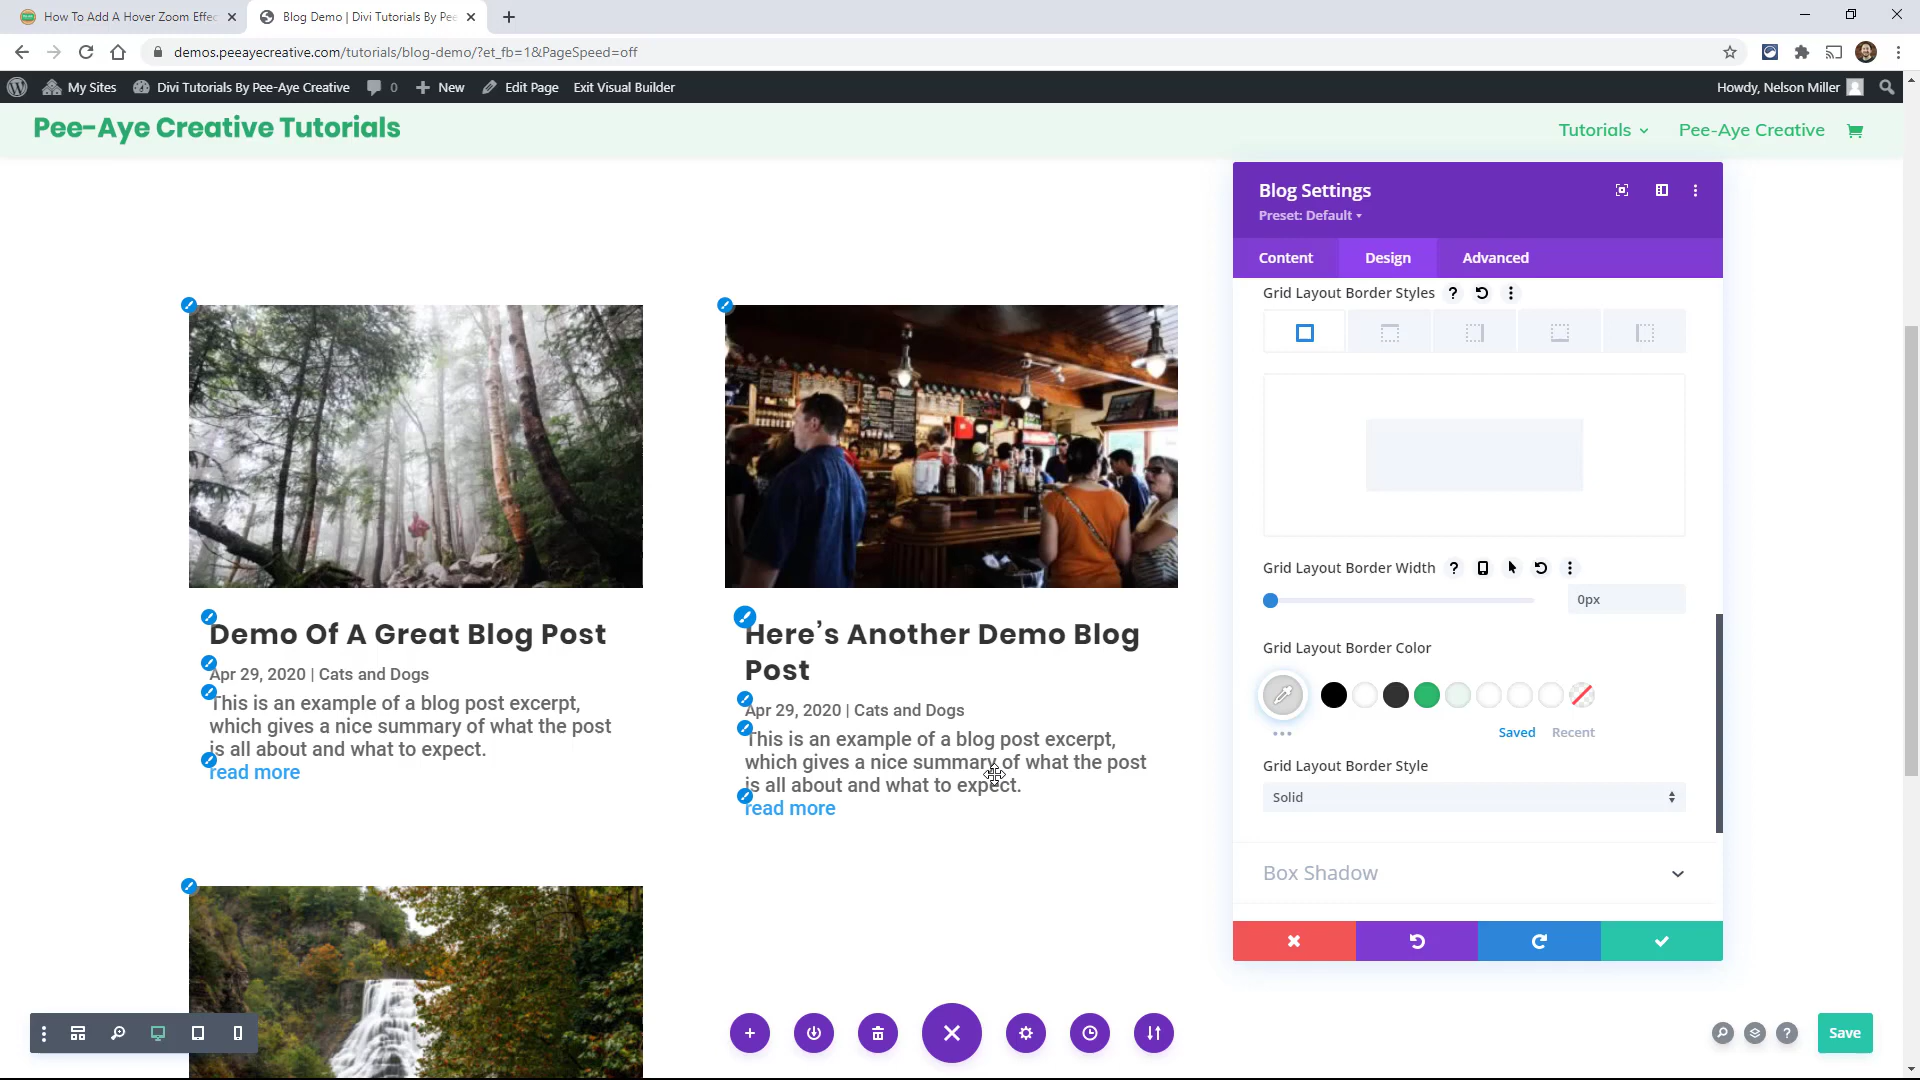 How To Add A Hover Zoom Effec
Blog Demo | Divi Tutorials By Pe
demos.peeayecreative.com/tutorials/blog-demo/?et_fb=1&PageSpeed=off
My Sites
Divi Tutorials By Pee-Aye Creative
0
New
Edit Page
Exit Visual Builder
Howdy, Nelson Miller
Pee-Aye Creative Tutorials
Tutorials
Pee-Aye Creative
Blog Settings
Preset: Default
Content
Design
Advanced
Grid Layout Border Styles
?
Grid Layout Border Width
?
0px
Grid Layout Border Color
Saved
Recent
Grid Layout Border Style
Solid
Box Shadow
Demo Of A Great Blog Post
Apr 29, 2020 | Cats and Dogs
This is an example of a blog post excerpt,
which gives a nice summary of what the post
is all about and what to expect.
read more
Here’s Another Demo Blog
Post
Apr 29, 2020 | Cats and Dogs
This is an example of a blog post excerpt,
which gives a nice summary of what the post
is all about and what to expect.
read more
?
Save